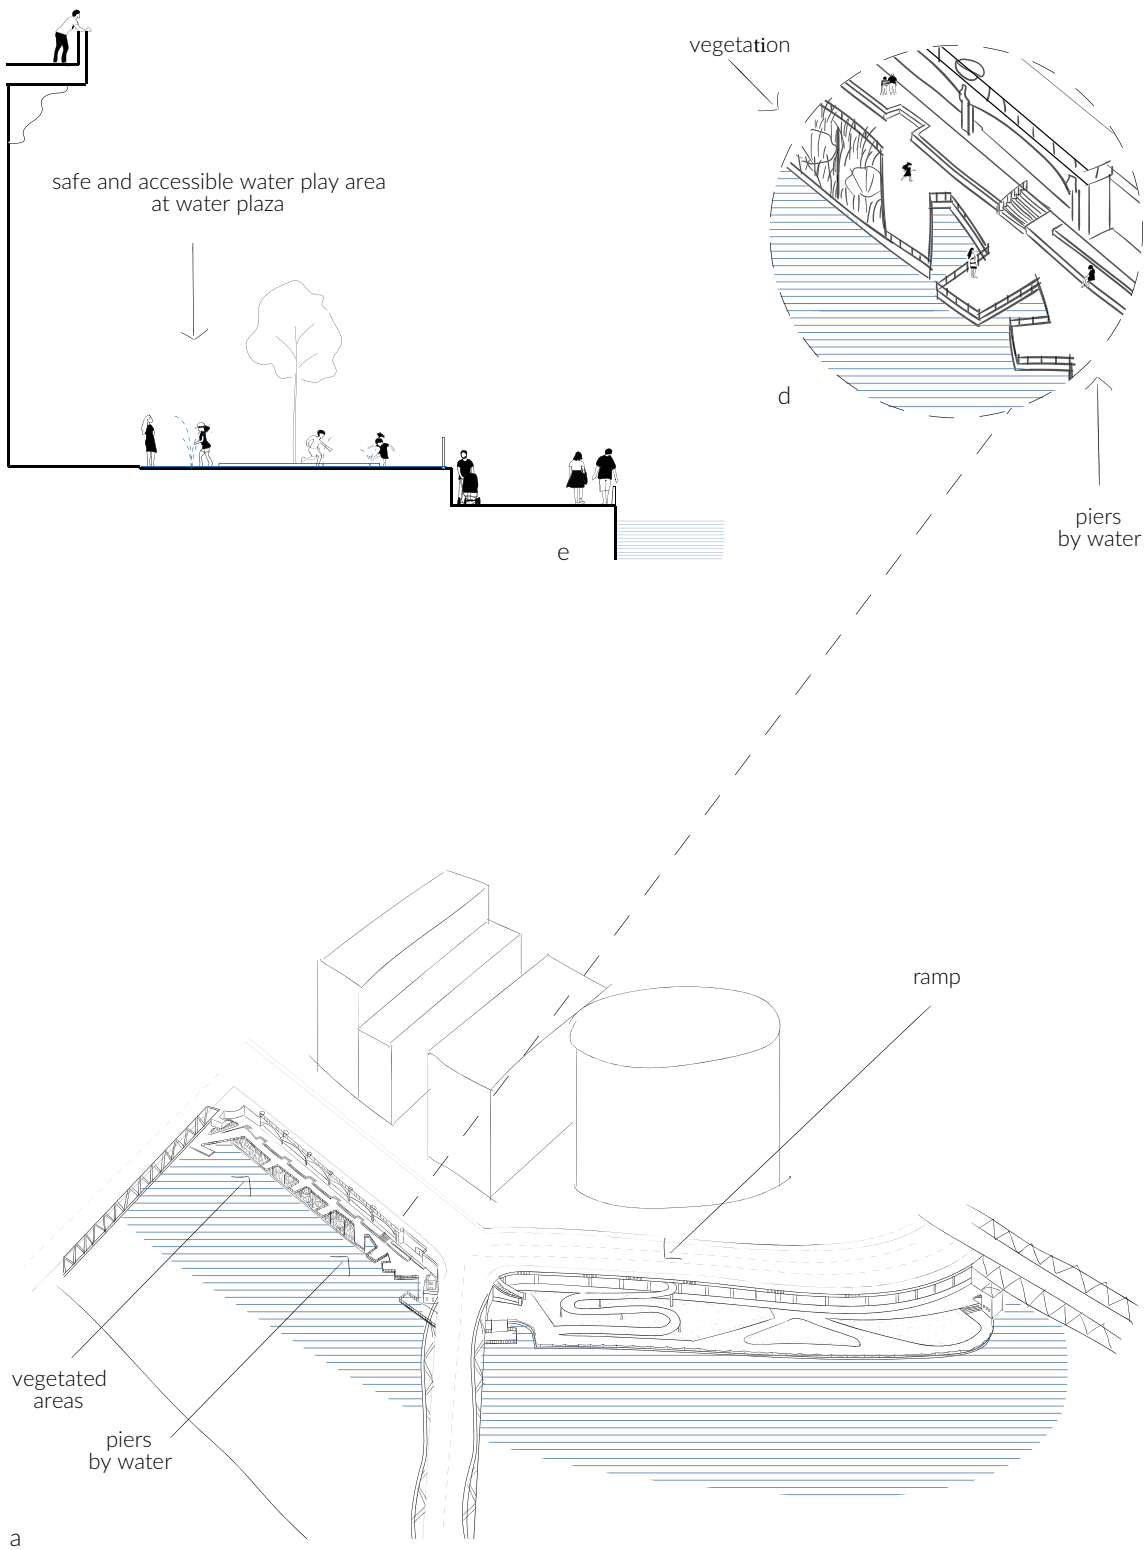 vegetation
safe and accessible water play area
at water plaza
d
piers
by water
e
ramp
vegetated
areas
piers
by water
a